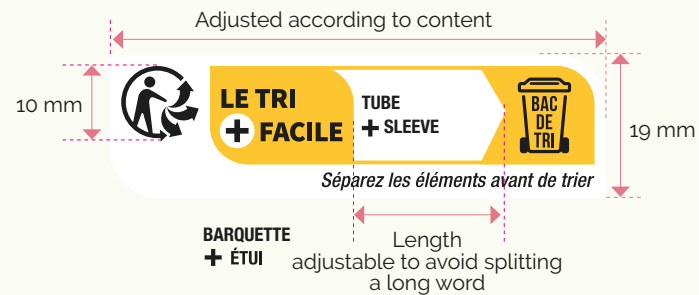 Adjusted according to content
10 mm
LE TRI
+ FACILE
TUBE
+ SLEEVE
BAC
DE
TRI
19 mm
Séparez les éléments avant de trier
BARQUETTE
+ ÉTUI
Length
adjustable to avoid splitting
a long word